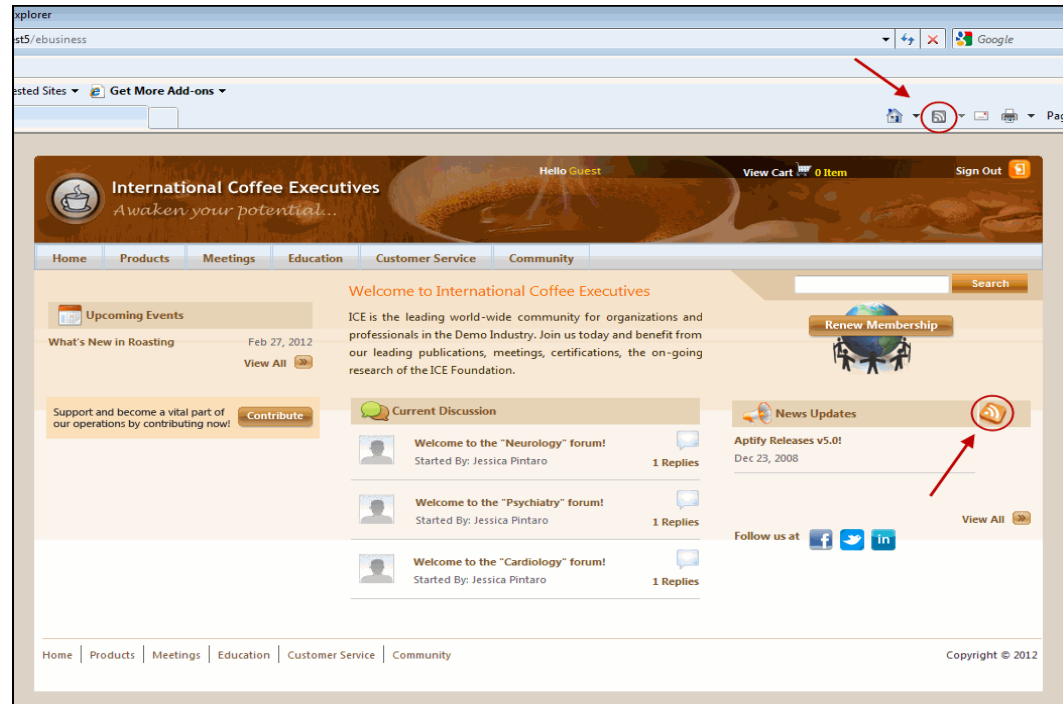 xplorer
est5/ebusiness
Google
ested Sites Get More Add-ons
Pag
International Coffee Executives
Awaken your potential...
Hello Guest
View Cart 0 Item
Sign Out
Home Products Meetings Education Customer Service Community
Search
Upcoming Events
What's New in Roasting Feb 27, 2012
View All
Support and become a vital part of
our operations by contributing now!
Contribute
Welcome to International Coffee Executives
ICE is the leading world-wide community for organizations and
professionals in the Demo Industry. Join us today and benefit from
our leading publications, meetings, certifications, the on-going
research of the ICE Foundation.
Current Discussion
Welcome to the "Neurology" forum!
Started By: Jessica Pintaro 1 Replies
Welcome to the "Psychiatry" forum!
Started By: Jessica Pintaro 1 Replies
Welcome to the "Cardiology" forum!
Started By: Jessica Pintaro 1 Replies
Renew Membership
News Updates
Aptify Releases v5.0!
Dec 23, 2008
View All
Follow us at f in
Home | Products | Meetings | Education | Customer Service | Community
Copyright © 2012